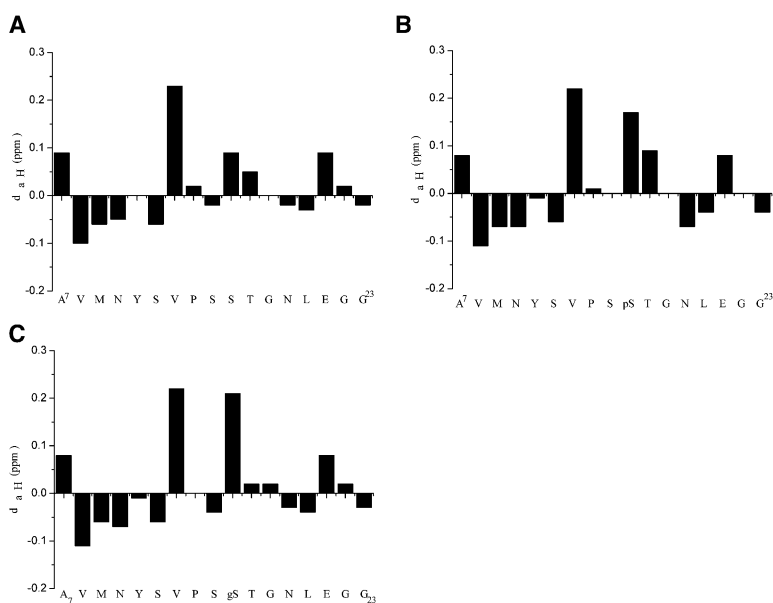 A
0.3
0.2
0.1
0.0
-0.1
-0.2
d a H (ppm)
A7 V M N Y S V P S S T G N L E G G23
B
0.3
0.2
0.1
0.0
-0.1
-0.2
d a H (ppm)
A7 V M N Y S V P S pS T G N L E G G23
C
0.3
0.2
0.1
0.0
-0.1
-0.2
d a H (ppm)
A7 V M N Y S V P S gS T G N L E G G23